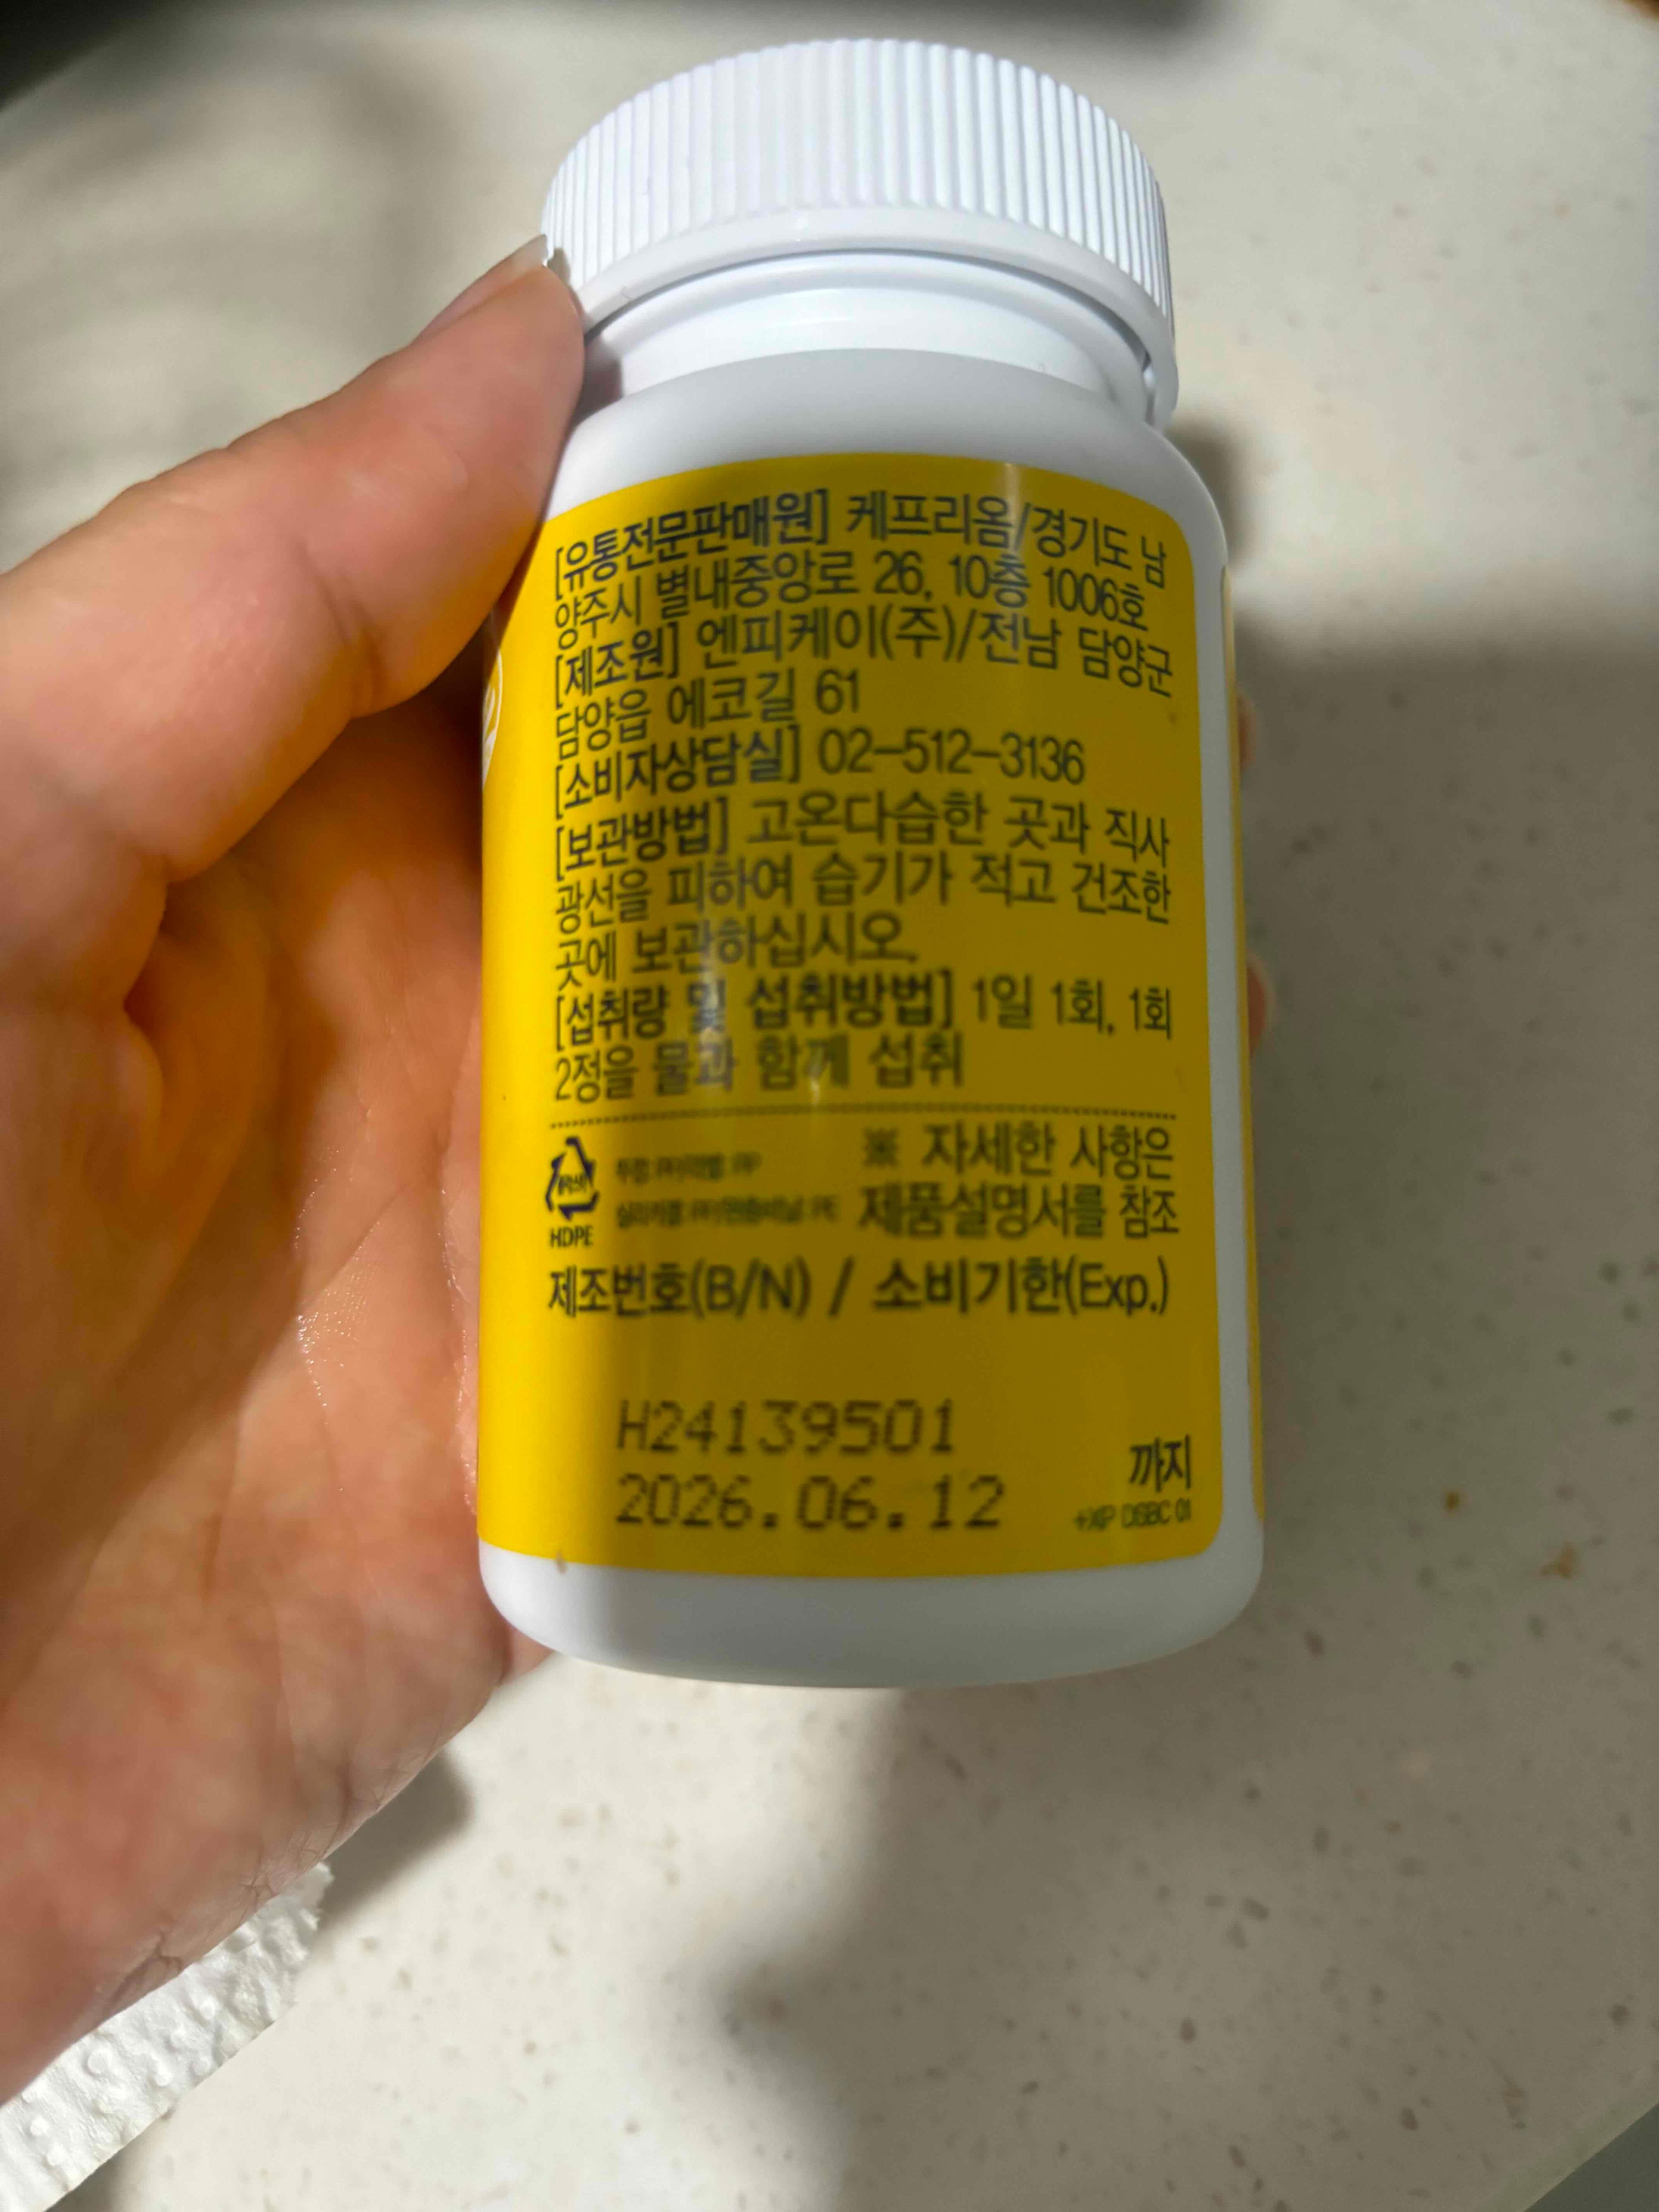 [유통전문판매원] 케프리옴/경기도 남
양주시 별내중앙로 26, 10층 1006호
[제조원] 엔피케이(주)/전남 담양군
담양읍 에코길 61
[소비자상담실] 02-512-3136
[보관방법] 고온다습한 곳과 직사
광선을 피하여 습기가 적고 건조한
곳에 보관하십시오.
[섭취량 및 섭취방법] 1일 1회, 1회
2정을 물과 함께 섭취
※ 자세한 사항은
제품설명서를 참조
HDPE
제조번호(B/N) / 소비기한(Exp.)
H24139501
2026.06.12 까지